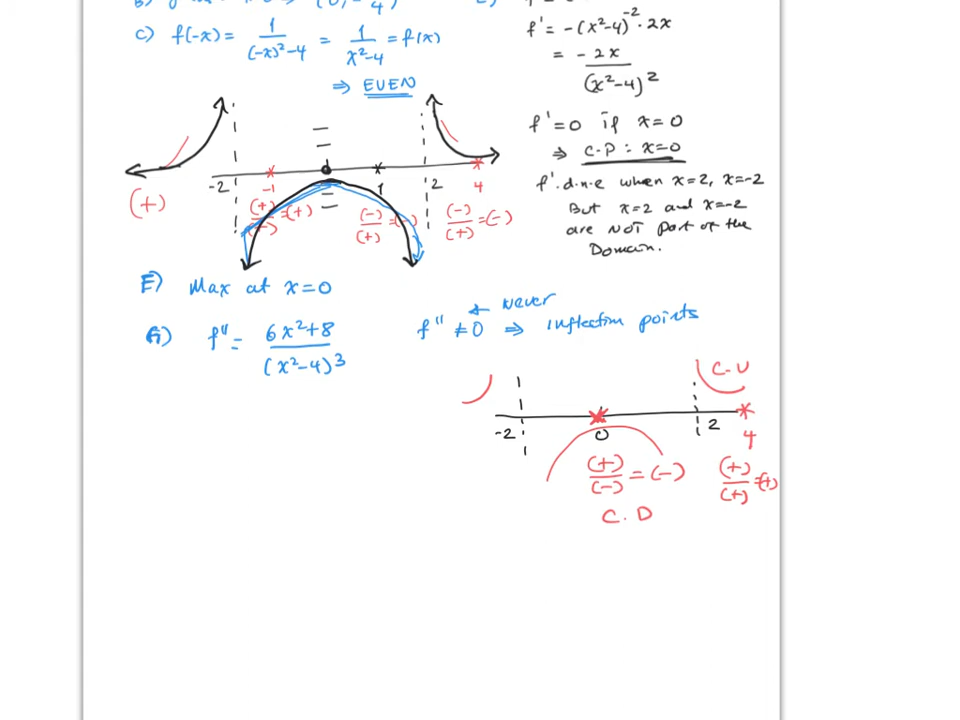 c) f(-x) = 1/((-x)²-4) = 1/(x²-4) = f(x)
⇒ EVEN
f' = -(x²-4)⁻² · 2x
= -2x/(x²-4)²
f' = 0 if x=0
⇒ C.P : x=0
f' d.n.e when x=2, x=-2
But x=2 and x=-2
are NOT part of the
Domain.
-2 -1 1 2 4
(+) (+)/(-) = (+) (-)/(+) = (-) (-)/(+) = (-)
E) Max at x=0
G) f" = (6x²+8)/(x²-4)³
f" ≠ 0 ⇒ inflection points
Never
C.U
-2 0 2 4
(+)/(-) = (-) (+)/(+) = (+)
C.D